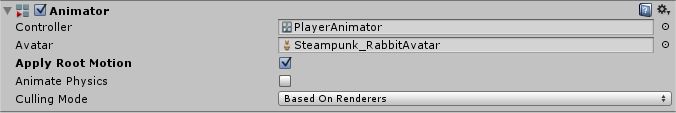 Animator
Controller PlayerAnimator
Avatar Steampunk_RabbitAvatar
Apply Root Motion
Animate Physics
Culling Mode Based On Renderers